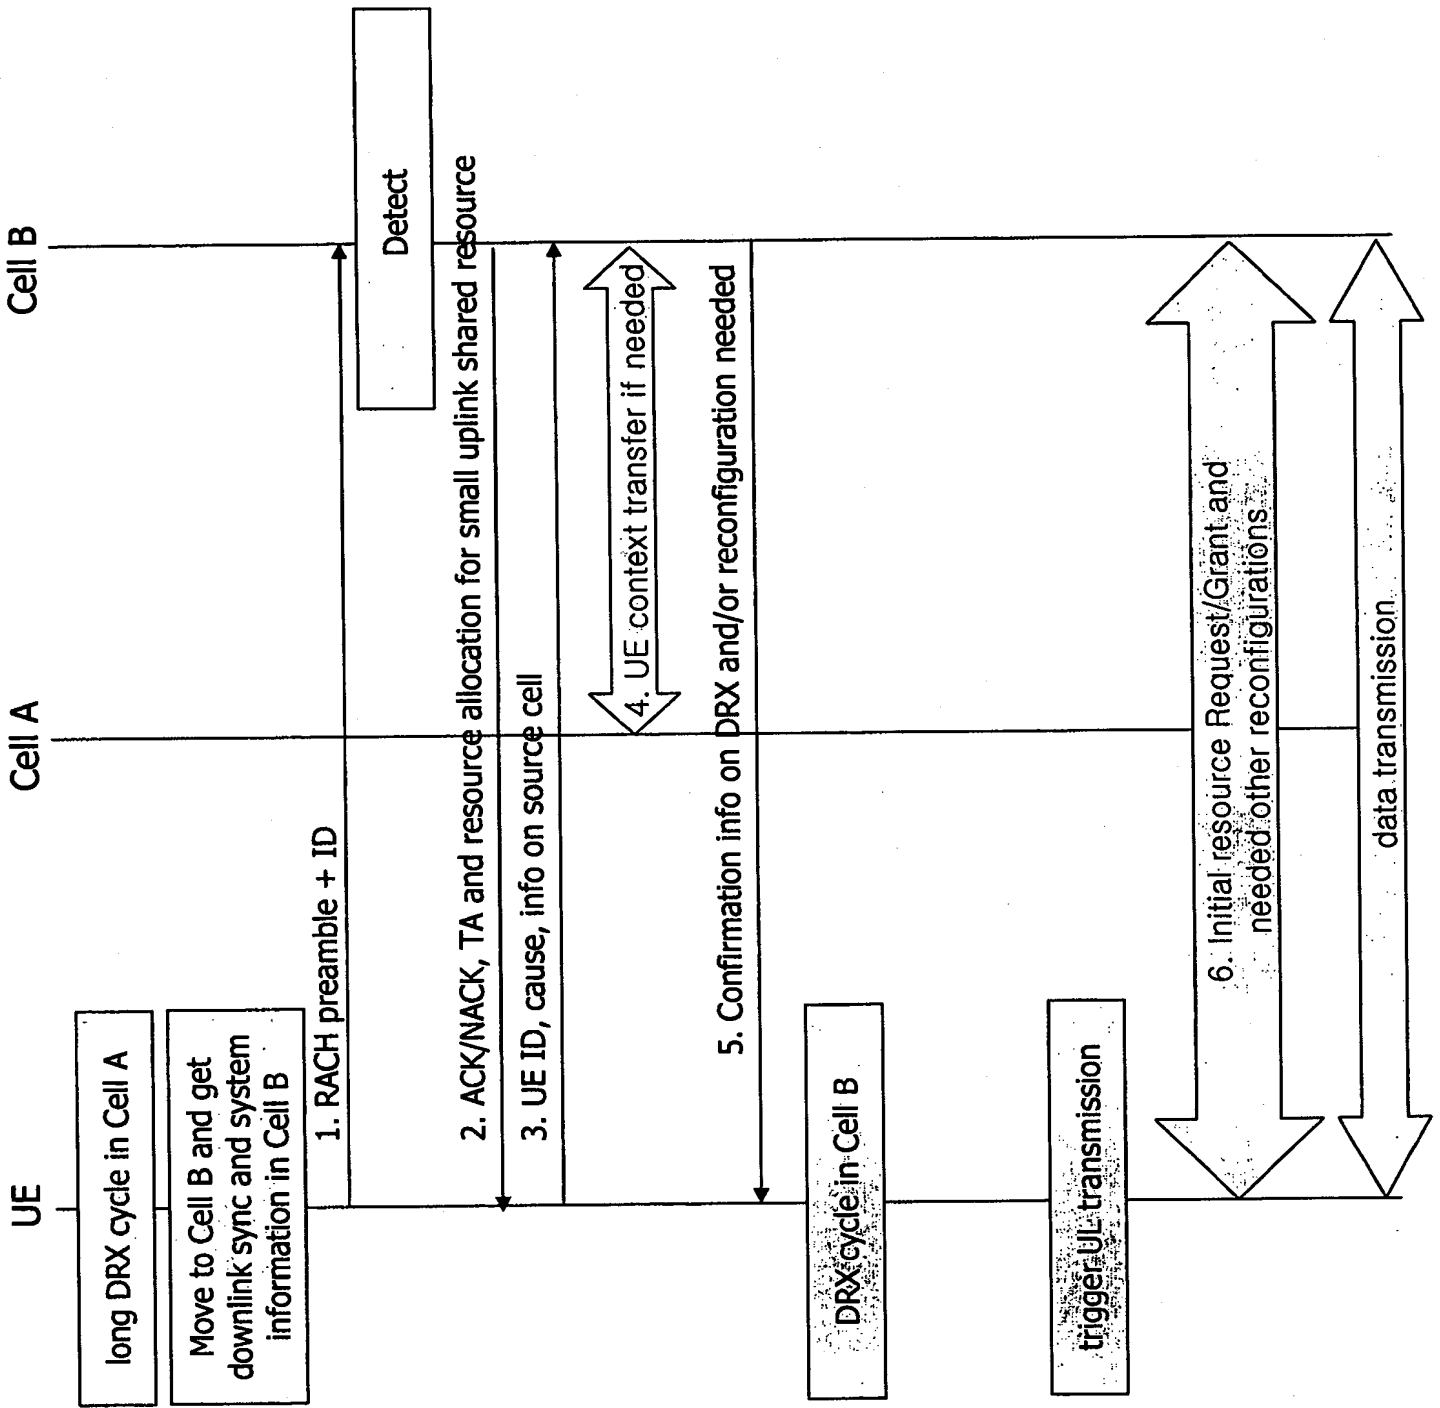 UE
Cell A
Cell B
long DRX cycle in Cell A
Move to Cell B and get
downlink sync and system
information in Cell B
1. RACH preamble + ID
Detect
2. ACK/NACK, TA and resource allocation for small uplink shared resource
3. UE ID, cause, info on source cell
4. UE context transfer if needed
5. Confirmation info on DRX and/or reconfiguration needed
DRX cycle in Cell B
trigger UL transmission
6. Initial resource Request/Grant and
needed other reconfigurations
data transmission